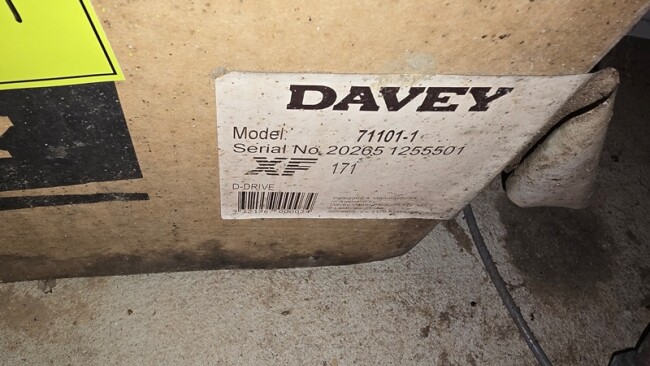 DAVEY
Model: 71101-1
Serial No 20265 1255501
XF 171
D-DRIVE